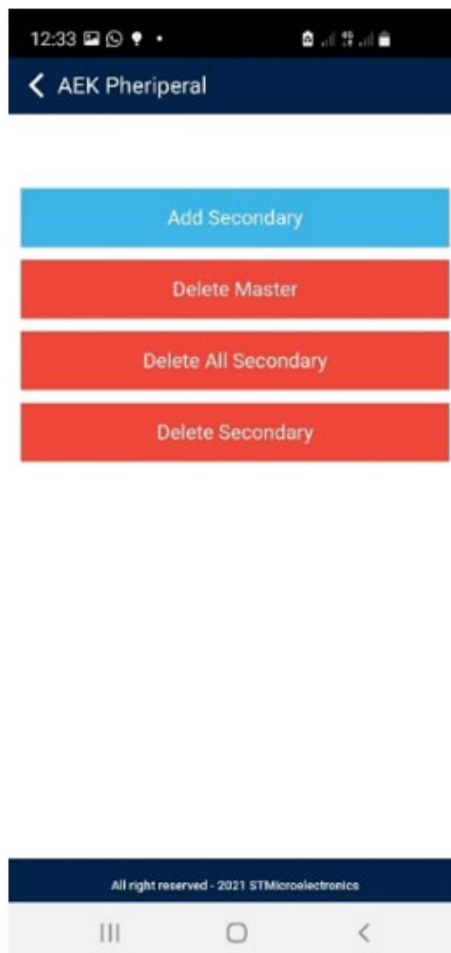 12:33
AEK Pheriperal
Add Secondary
Delete Master
Delete All Secondary
Delete Secondary
All right reserved - 2021 STMicroelectronics